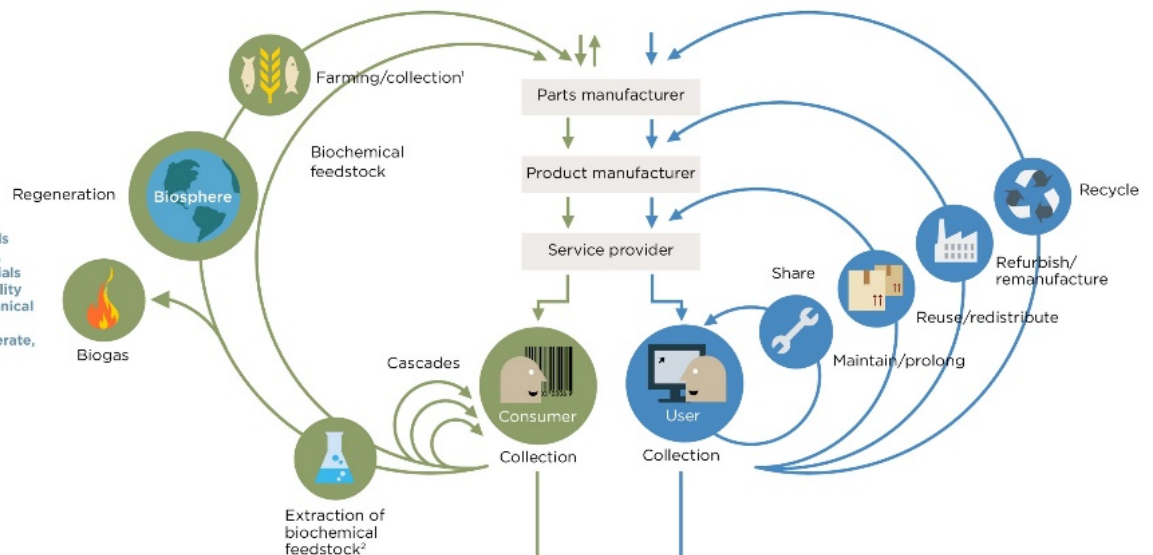 Farming/collection¹
Parts manufacturer
Biochemical
feedstock
Product manufacturer
Regeneration
Biosphere
Recycle
Service provider
Share
Refurbish/
remanufacture
Reuse/redistribute
Biogas
Cascades
Maintain/prolong
Consumer
User
Collection
Collection
Extraction of
biochemical
feedstock²